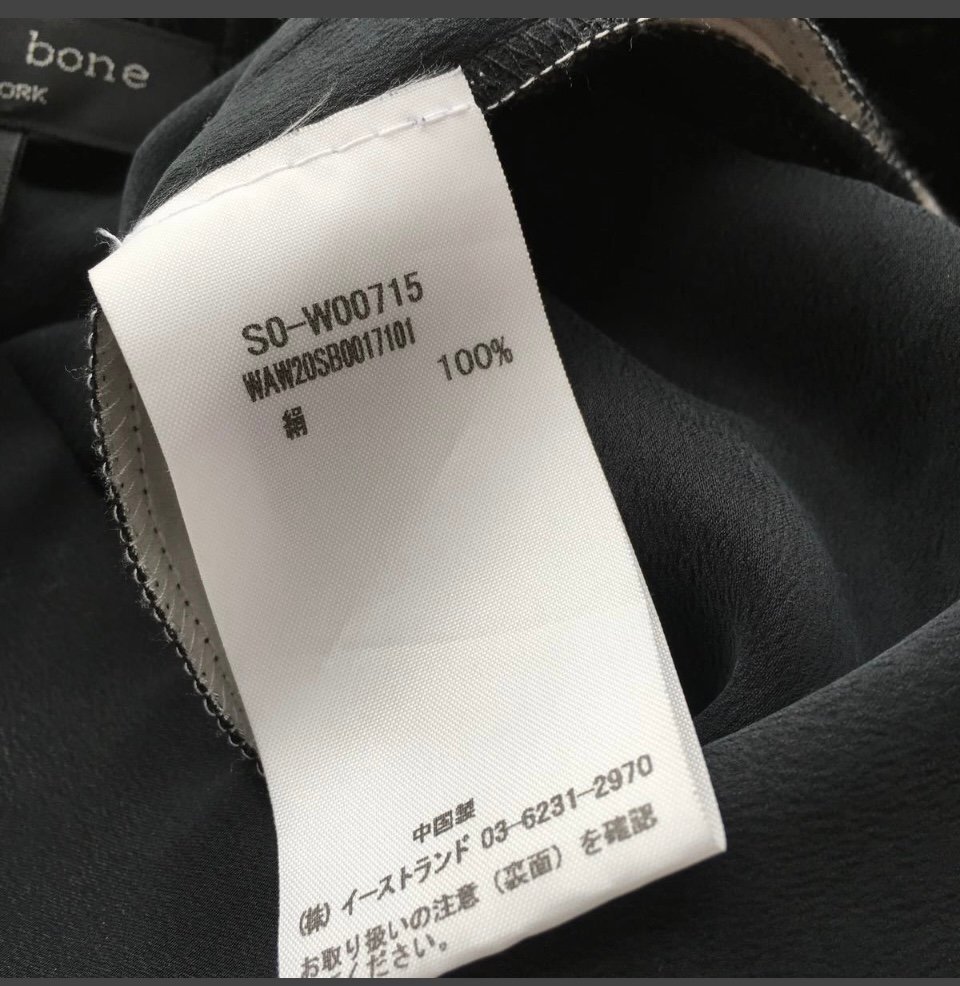 bone
ORK
S0-W00715
WAW20SB0017101
絹 100%
中国製
(株) イーストランド 03-6231-2970
お取り扱いの注意 (裏面) を確認
ください。